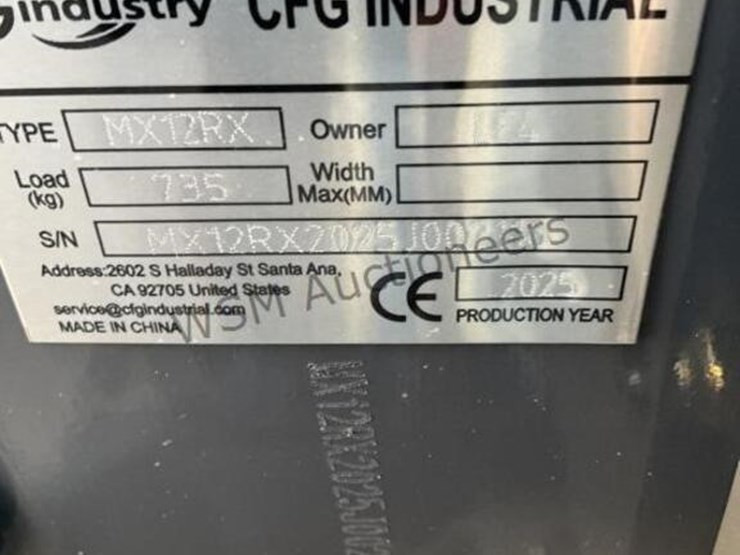 industry CFG INDUSTRIAL
TYPE MX12RX Owner
Load (kg) 735 Width Max(MM)
S/N
Address:2602 S Halladay St Santa Ana,
CA 92705 United States
service@cfgindustrial.com
MADE IN CHINA
CE 2025
PRODUCTION YEAR
WSM Auctioneers